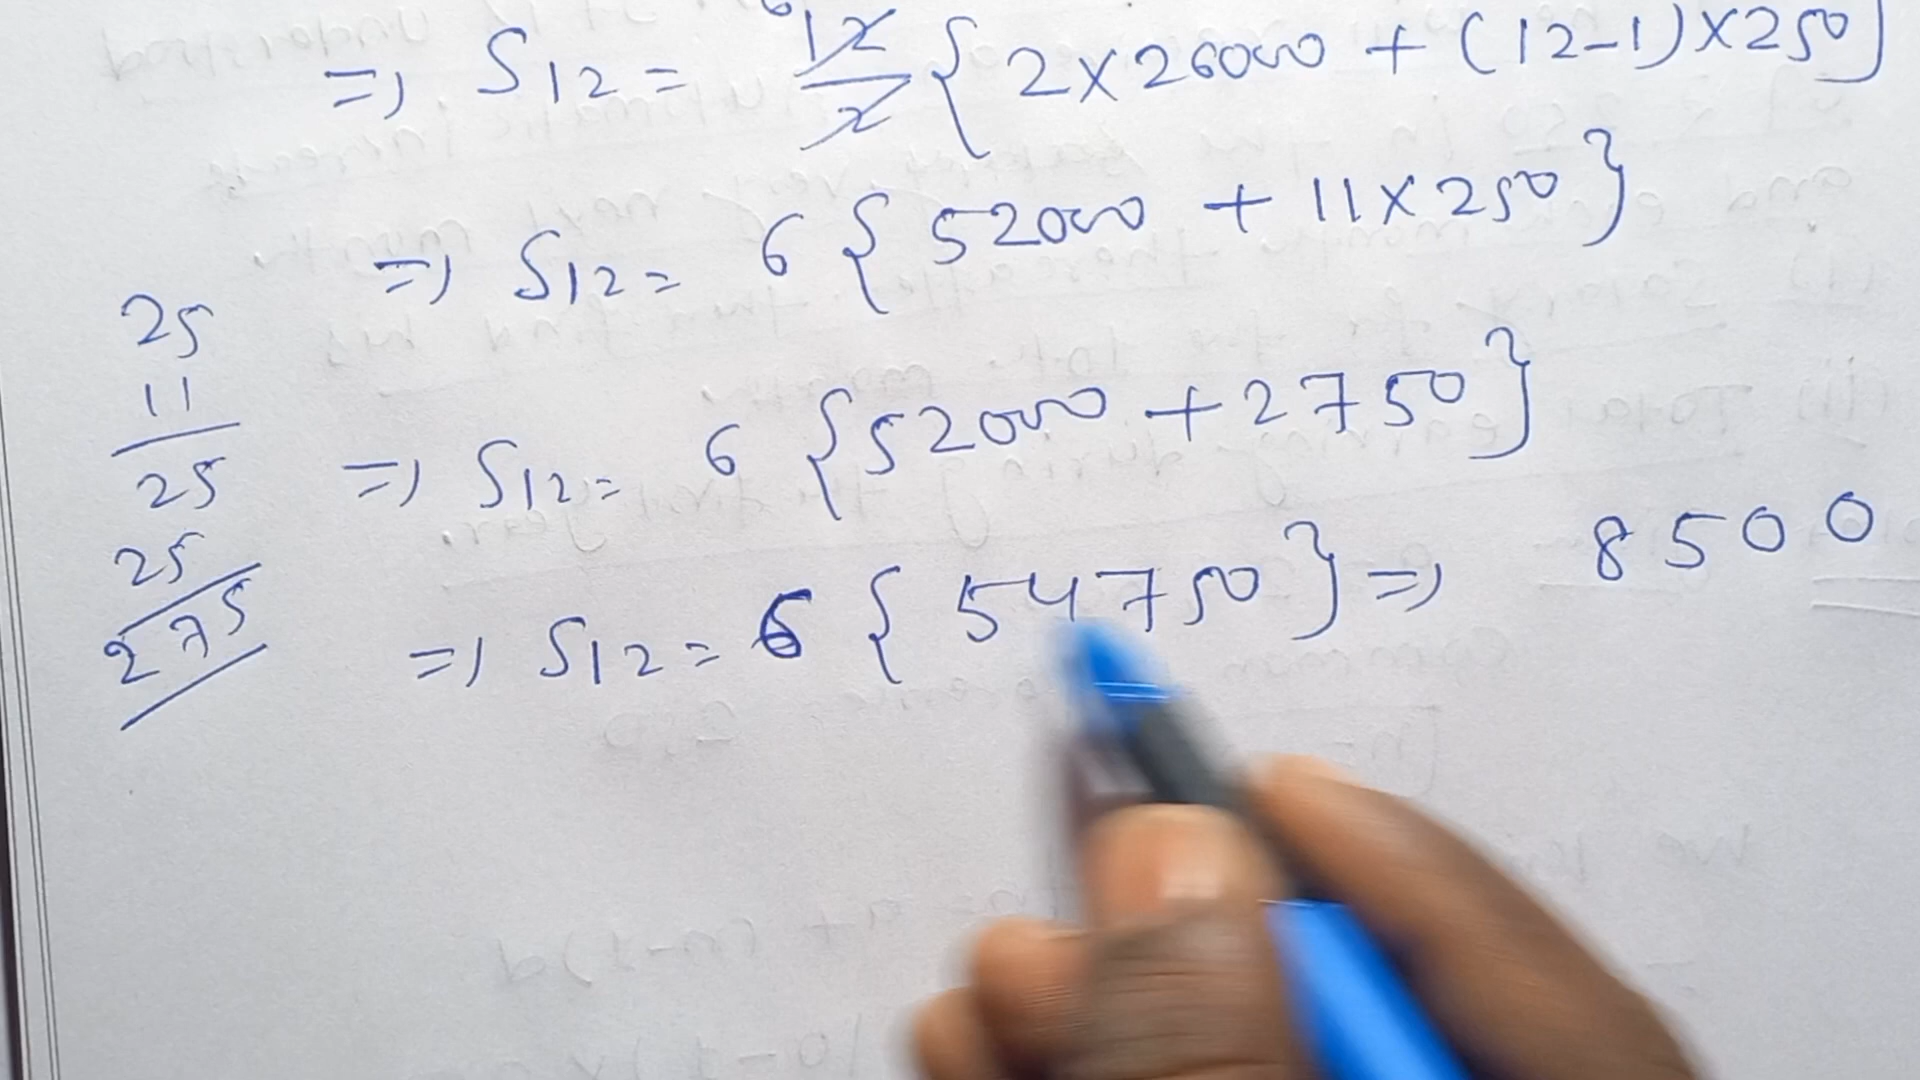 => S12 = 6 12/2 { 2×26000 + (12-1)×250}
=> S12 = 6 { 52000 + 11×250 }
=> S12 = 6 { 52000 + 2750 }
=> S12 = 6 { 54750 } => 8500
25
11
25
25
275